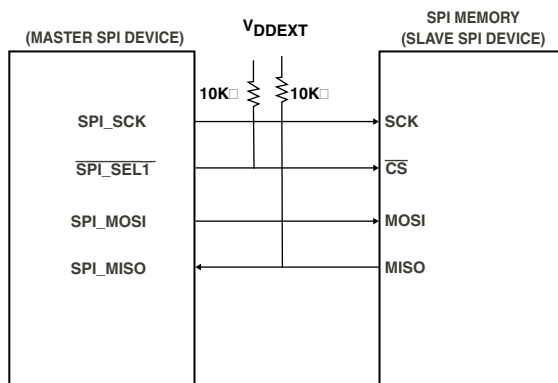 SPI MEMORY
(MASTER SPI DEVICE)
VDDEXT
(SLAVE SPI DEVICE)
10K□
10K□
SPI_SCK
SCK
SPI_SEL1
CS
SPI_MOSI
MOSI
SPI_MISO
MISO